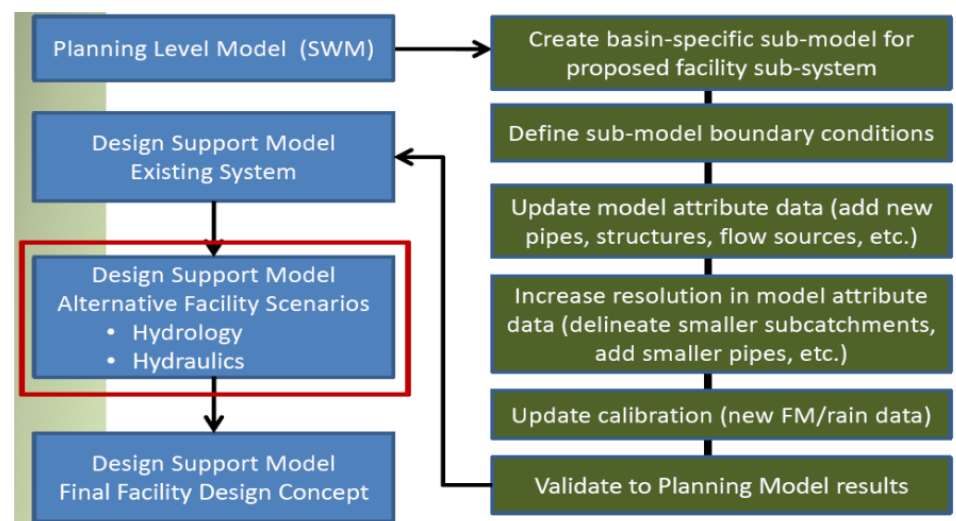 Planning Level Model (SWM)
Create basin-specific sub-model for
proposed facility sub-system
Define sub-model boundary conditions
Design Support Model
Existing System
Update model attribute data (add new
pipes, structures, flow sources, etc.)
Design Support Model
Alternative Facility Scenarios
• Hydrology
• Hydraulics
Increase resolution in model attribute
data (delineate smaller subcatchments,
add smaller pipes, etc.)
Update calibration (new FM/rain data)
Design Support Model
Final Facility Design Concept
Validate to Planning Model results